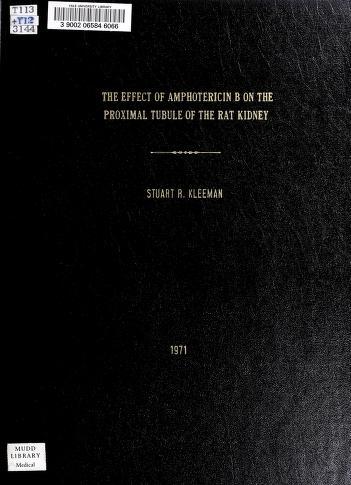 T113
+Y12
3144
YALE UNIVERSITY LIBRARY
3 9002 06584 6066
THE EFFECT OF AMPHOTERICIN B ON THE
PROXIMAL TUBULE OF THE RAT KIDNEY
STUART R. KLEEMAN
1971
MUDD
LIBRARY
Medical